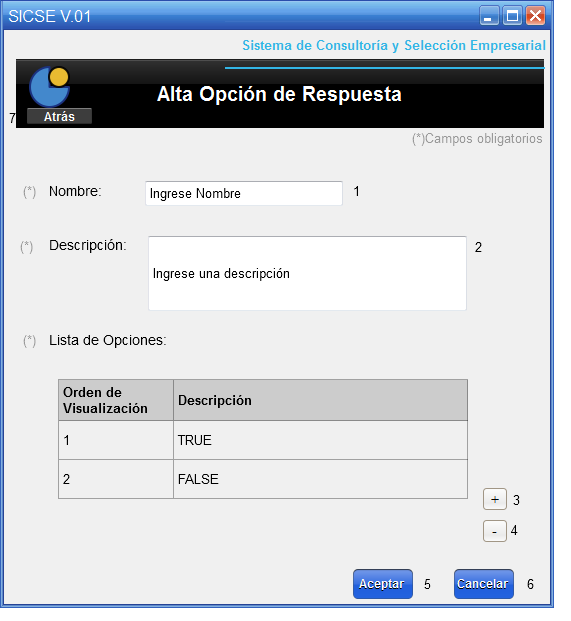 SICSE V.01
Sistema de Consultoría y Selección Empresarial
Alta Opción de Respuesta
7 Atrás
(*)Campos obligatorios
(*) Nombre: Ingrese Nombre 1
(*) Descripción: 2
Ingrese una descripción
(*) Lista de Opciones:
Orden de
Visualización Descripción
1 TRUE
2 FALSE
+ 3
- 4
Aceptar 5 Cancelar 6